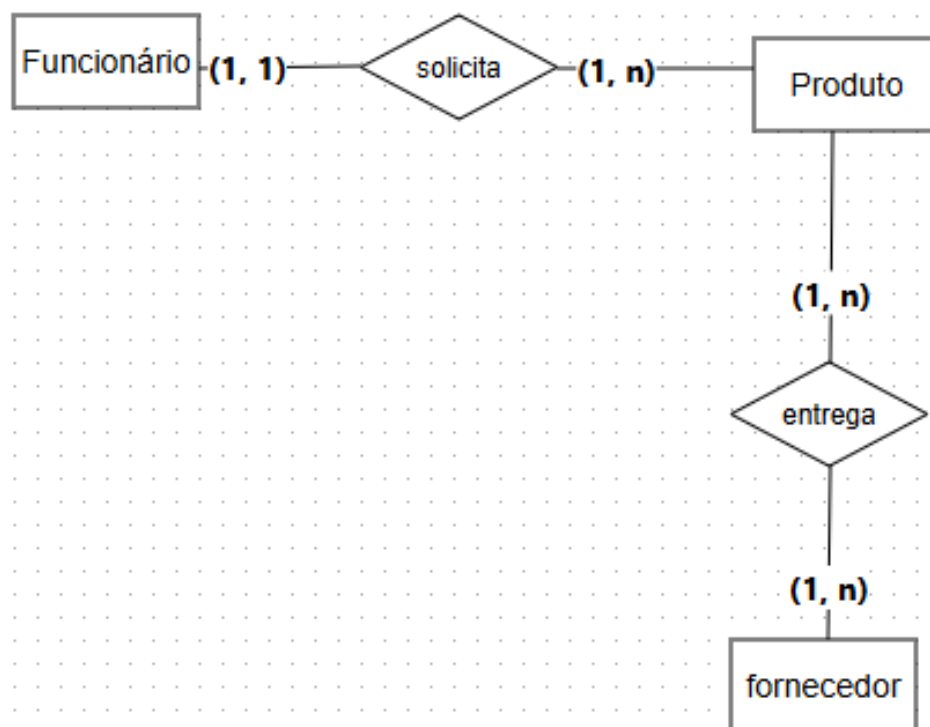 Funcionário
(1, 1)
solicita
(1, n)
Produto
(1, n)
entrega
(1, n)
fornecedor